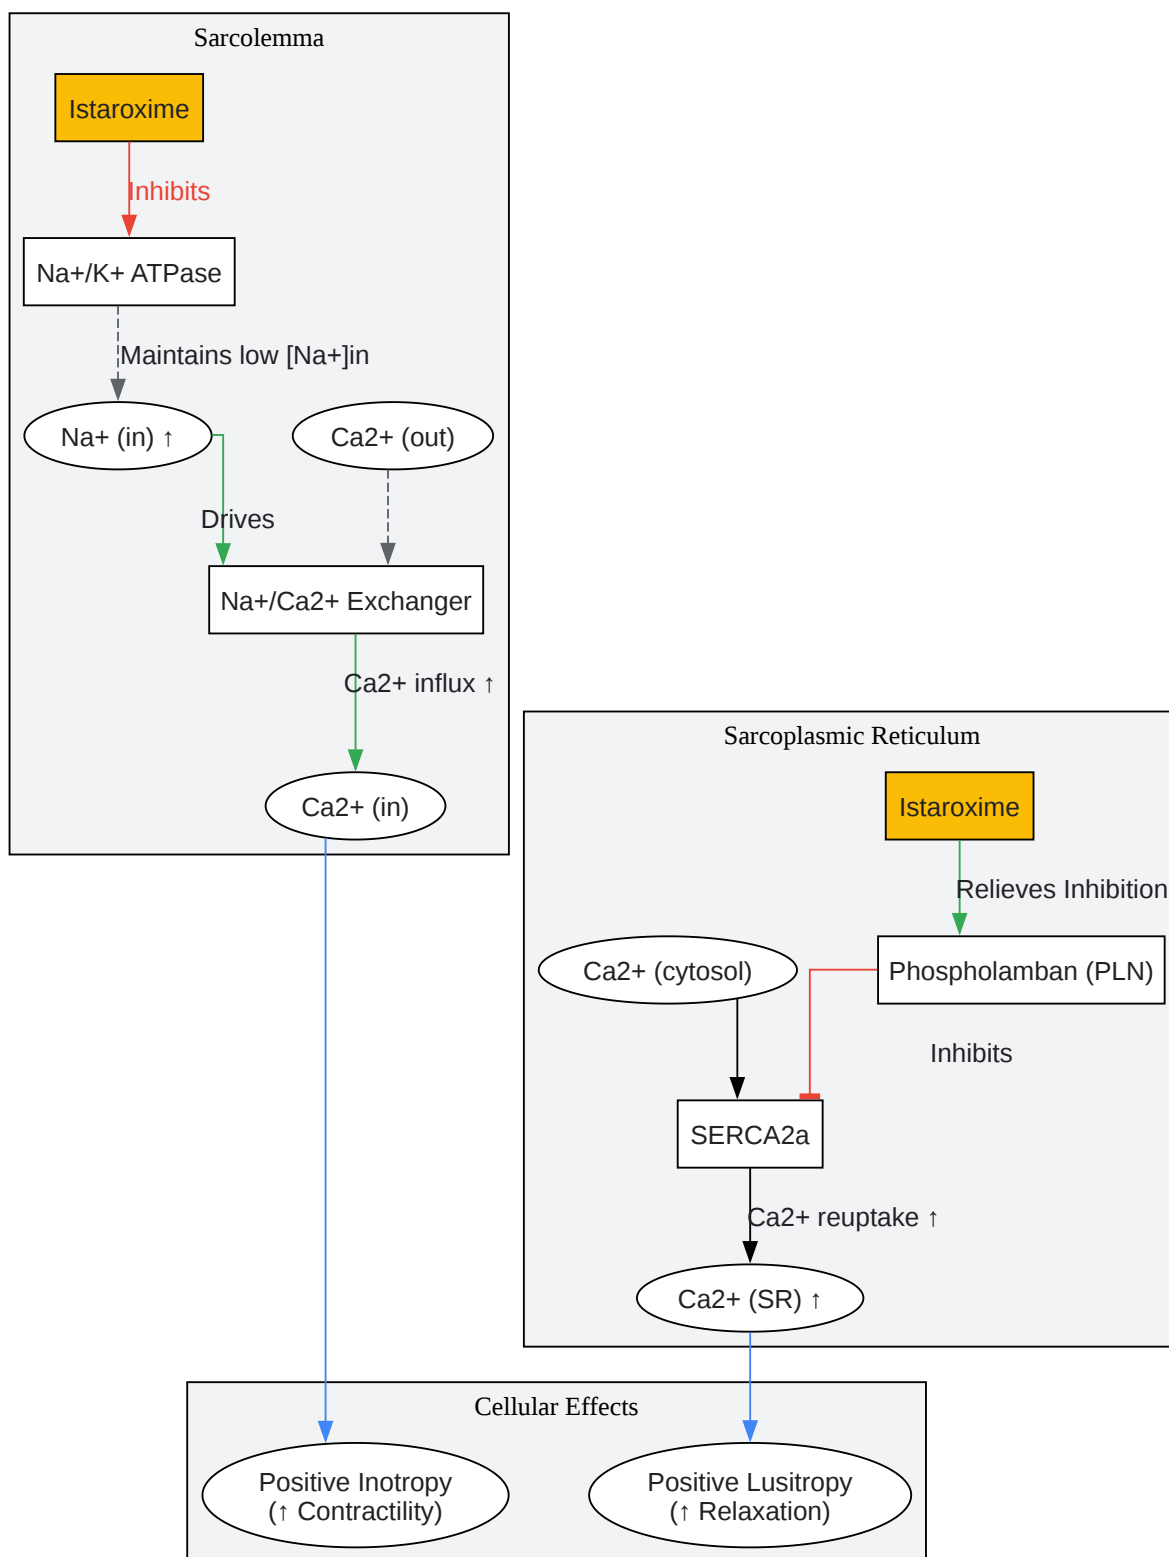 Sarcolemma
Istaroxime
Inhibits
Na+/K+ ATPase
Maintains low [Na+]in
Na+ (in) ↑
Ca2+ (out)
Drives
Na+/Ca2+ Exchanger
Ca2+ influx ↑
Ca2+ (in)
Sarcoplasmic Reticulum
Istaroxime
Relieves Inhibition
Ca2+ (cytosol)
Phospholamban (PLN)
Inhibits
SERCA2a
Ca2+ reuptake ↑
Ca2+ (SR) ↑
Cellular Effects
Positive Inotropy
(↑ Contractility)
Positive Lusitropy
(↑ Relaxation)